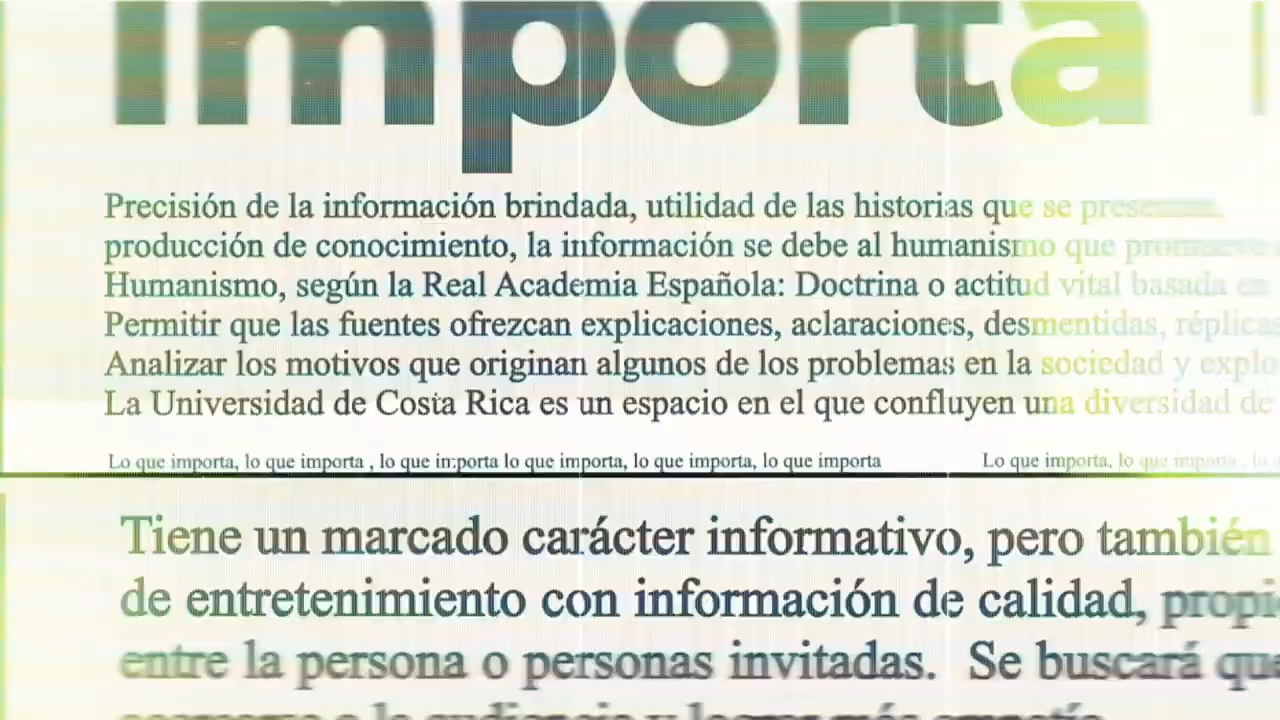 importa
Precisión de la información brindada, utilidad de las historias que se
producción de conocimiento, la información se debe al humanismo que
Humanismo, según la Real Academia Española: Doctrina o actitud vital basada en
Permitir que las fuentes ofrezcan explicaciones, aclaraciones, desmentidas,
Analizar los motivos que originan algunos de los problemas en la sociedad y
La Universidad de Costa Rica es un espacio en el que confluyen una diversidad de
Lo que importa, lo que importa , lo que importa lo que importa, lo que importa, lo que importa
Lo que importa, lo que importa , lo
Tiene un marcado carácter informativo, pero también
de entretenimiento con información de calidad,
entre la persona o personas invitadas. Se buscará que